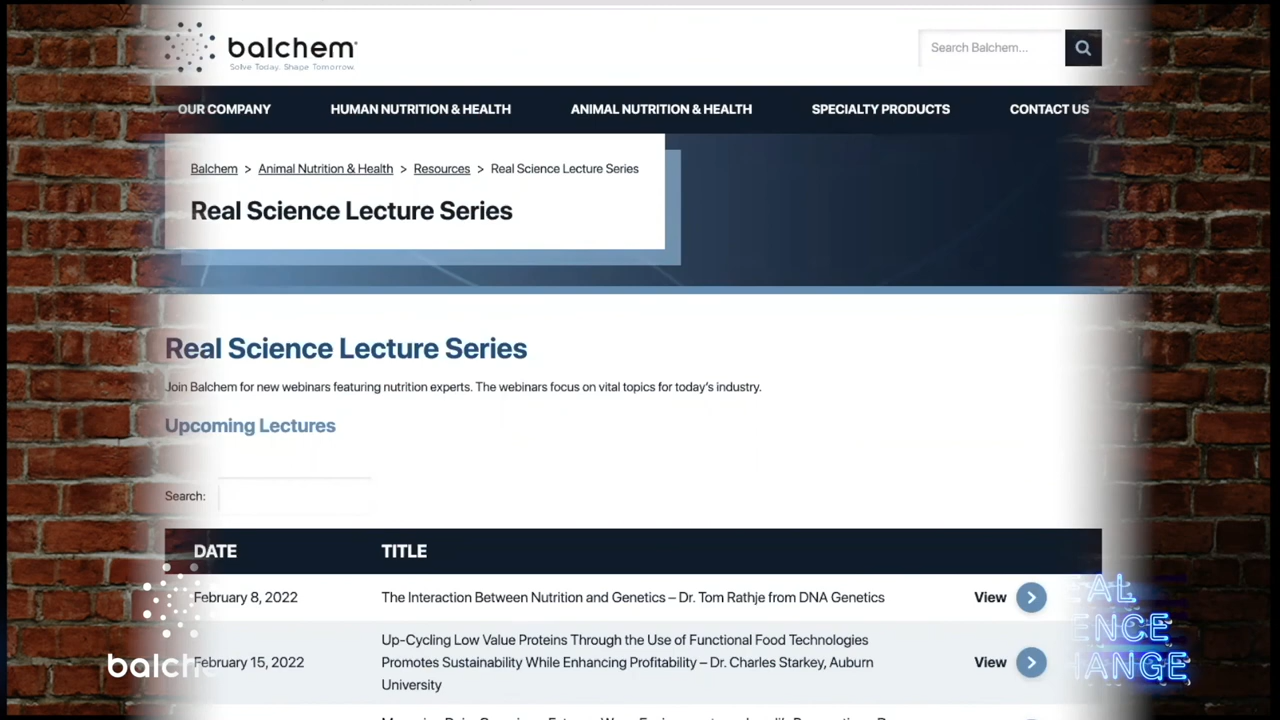 balchem
Solve Today. Shape Tomorrow.
Search Balchem...
OUR COMPANY HUMAN NUTRITION & HEALTH ANIMAL NUTRITION & HEALTH SPECIALTY PRODUCTS CONTACT US
Balchem > Animal Nutrition & Health > Resources > Real Science Lecture Series
Real Science Lecture Series
Real Science Lecture Series
Join Balchem for new webinars featuring nutrition experts. The webinars focus on vital topics for today's industry.
Upcoming Lectures
Search:
DATE TITLE
February 8, 2022 The Interaction Between Nutrition and Genetics – Dr. Tom Rathje from DNA Genetics View
February 15, 2022 Up-Cycling Low Value Proteins Through the Use of Functional Food Technologies
Promotes Sustainability While Enhancing Profitability – Dr. Charles Starkey, Auburn View
University
balch
EAL
ENCE
HANGE